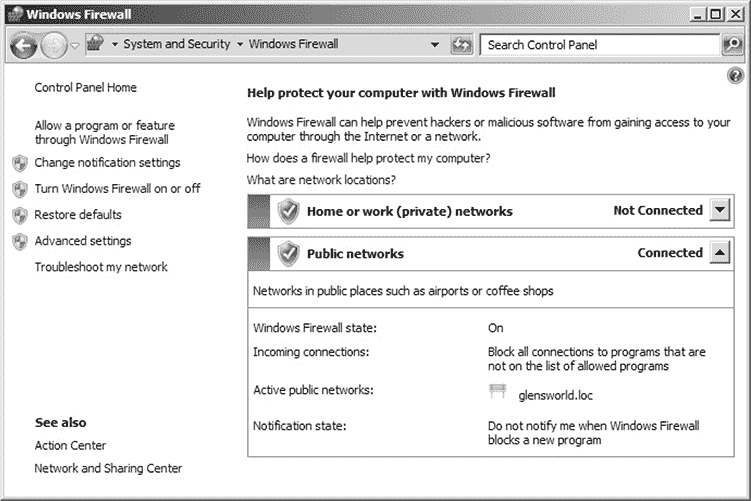 Windows Firewall
System and Security
Windows Firewall
Search Control Panel
Control Panel Home
Allow a program or feature
through Windows Firewall
Change notification settings
Turn Windows Firewall on or off
Restore defaults
Advanced settings
Troubleshoot my network
See also
Action Center
Network and Sharing Center
Help protect your computer with Windows Firewall
Windows Firewall can help prevent hackers or malicious software from gaining access to your
computer through the Internet or a network.
How does a firewall help protect my computer?
What are network locations?
Home or work (private) networks Not Connected
Public networks Connected
Networks in public places such as airports or coffee shops
Windows Firewall state: On
Incoming connections: Block all connections to programs that are
not on the list of allowed programs
Active public networks: glensworld.loc
Notification state: Do not notify me when Windows Firewall
blocks a new program